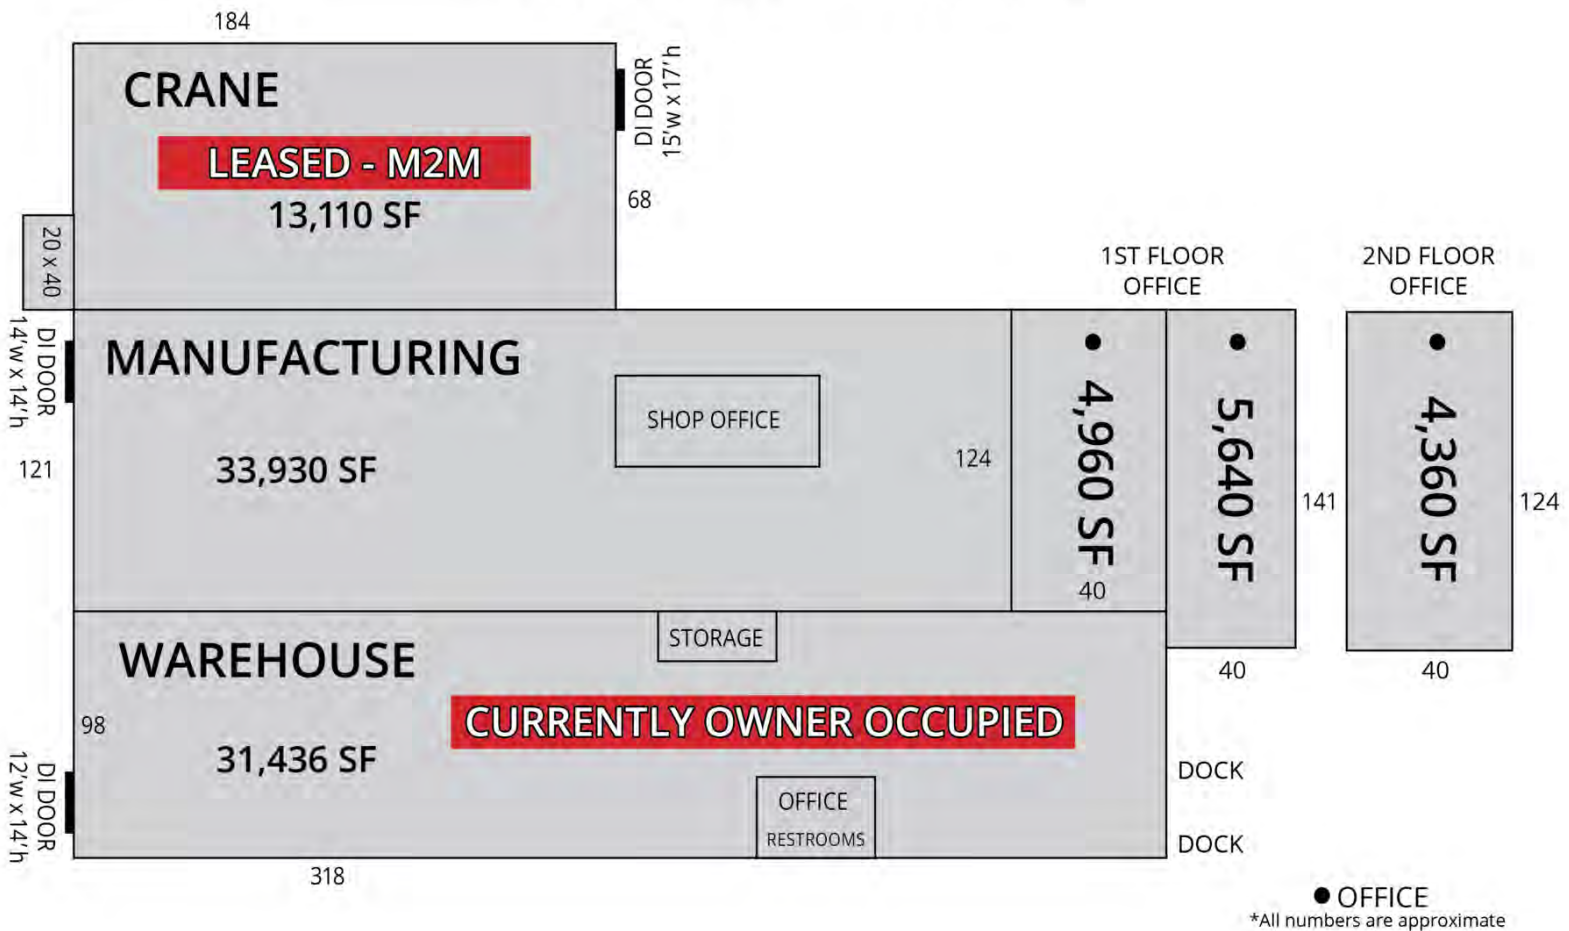 184
CRANE
LEASED - M2M
13,110 SF
DI DOOR
15'w x 17'h
68
20 x 40
1ST FLOOR
OFFICE
2ND FLOOR
OFFICE
DI DOOR
14'w x 14'h
MANUFACTURING
SHOP OFFICE
33,930 SF
121
124
4,960 SF
40
5,640 SF
141
4,360 SF
124
STORAGE
WAREHOUSE
40
40
CURRENTLY OWNER OCCUPIED
98
31,436 SF
DI DOOR
12'w x 14'h
OFFICE
RESTROOMS
DOCK
DOCK
318
OFFICE
*All numbers are approximate